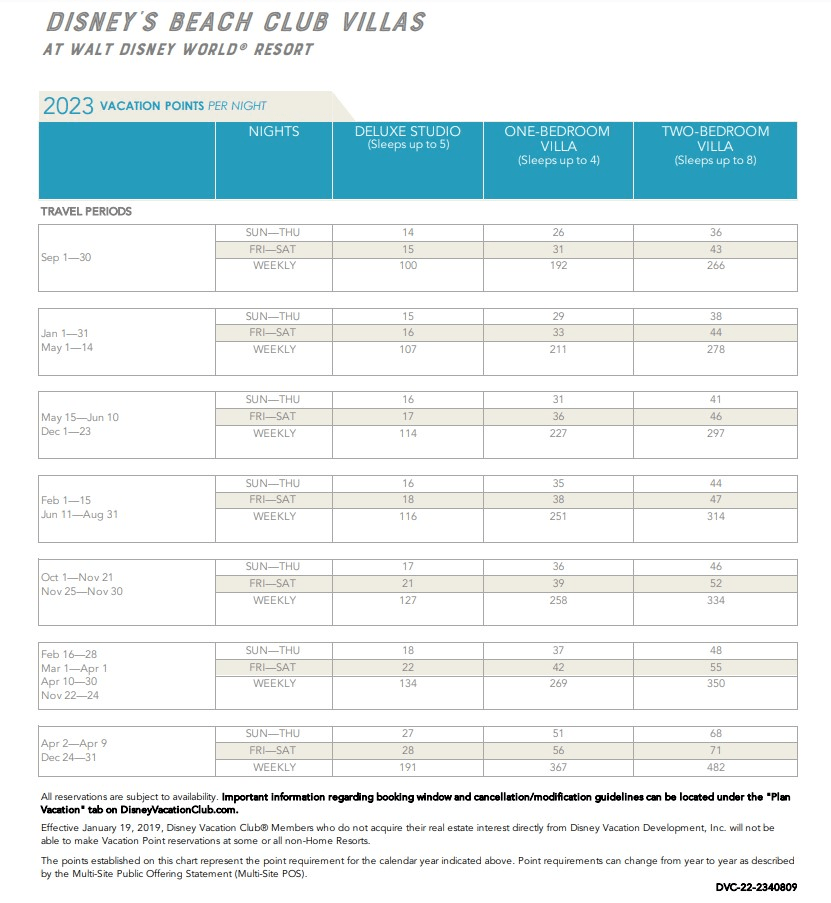 DISNEY'S BEACH CLUB VILLAS
AT WALT DISNEY WORLD® RESORT
2023 VACATION POINTS PER NIGHT
NIGHTS DELUXE STUDIO (Sleeps up to 5) ONE-BEDROOM VILLA (Sleeps up to 4) TWO-BEDROOM VILLA (Sleeps up to 8)
TRAVEL PERIODS
Sep 1—30
SUN—THU 14 26 36
FRI—SAT 15 31 43
WEEKLY 100 192 266
Jan 1—31
May 1—14
SUN—THU 15 29 38
FRI—SAT 16 33 44
WEEKLY 107 211 278
May 15—Jun 10
Dec 1—23
SUN—THU 16 31 41
FRI—SAT 17 36 46
WEEKLY 114 227 297
Feb 1—15
Jun 11—Aug 31
SUN—THU 16 35 44
FRI—SAT 18 38 47
WEEKLY 116 251 314
Oct 1—Nov 21
Nov 25—Nov 30
SUN—THU 17 36 46
FRI—SAT 21 39 52
WEEKLY 127 258 334
Feb 16—28
Mar 1—Apr 1
Apr 10—30
Nov 22—24
SUN—THU 18 37 48
FRI—SAT 22 42 55
WEEKLY 134 269 350
Apr 2—Apr 9
Dec 24—31
SUN—THU 27 51 68
FRI—SAT 28 56 71
WEEKLY 191 367 482
All reservations are subject to availability. Important information regarding booking window and cancellation/modification guidelines can be located under the "Plan
Vacation" tab on DisneyVacationClub.com.
Effective January 19, 2019, Disney Vacation Club® Members who do not acquire their real estate interest directly from Disney Vacation Development, Inc. will not be
able to make Vacation Point reservations at some or all non-Home Resorts.
The points established on this chart represent the point requirement for the calendar year indicated above. Point requirements can change from year to year as described
by the Multi-Site Public Offering Statement (Multi-Site POS).
DVC-22-2340809